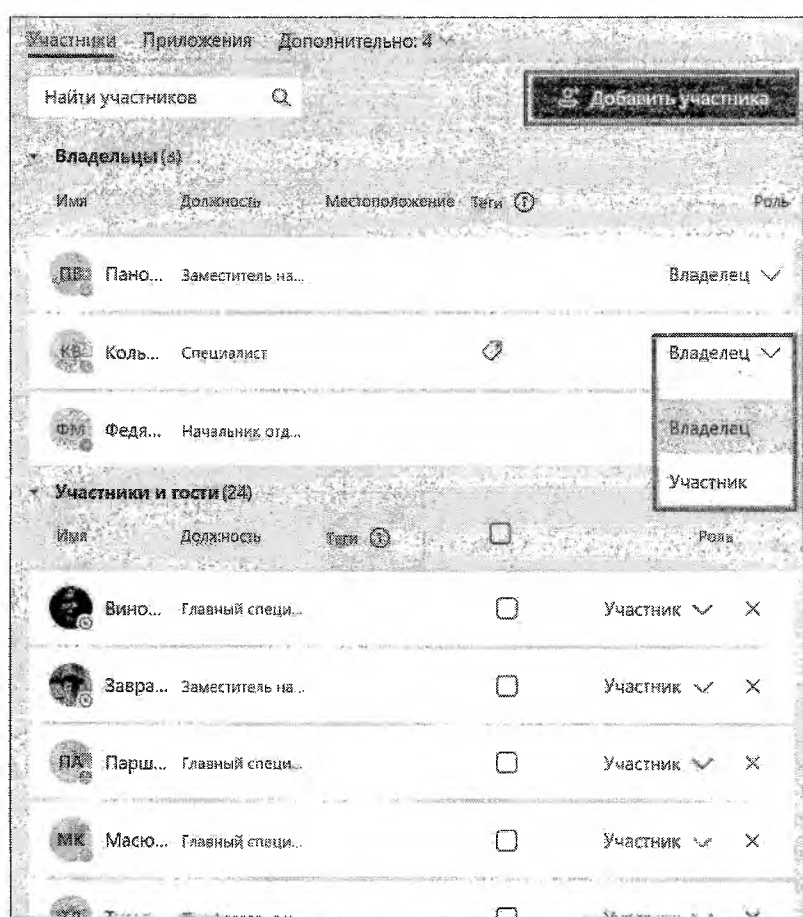 Участники Приложения Дополнительно: 4
Найти участников Добавить участника
Владельцы (3)
Имя Должность Местоположение Теги Роль
ПВ Пано... Заместитель на... Владелец
КВ Коль... Специалист Владелец
ФМ Федя... Начальник отд... Владелец
Участник
Участники и гости (24)
Имя Должность Теги Роль
Вино... Главный специ... Участник
Завра... Заместитель на... Участник
ПА Парш... Главный специ... Участник
МК Масю... Главный специ... Участник